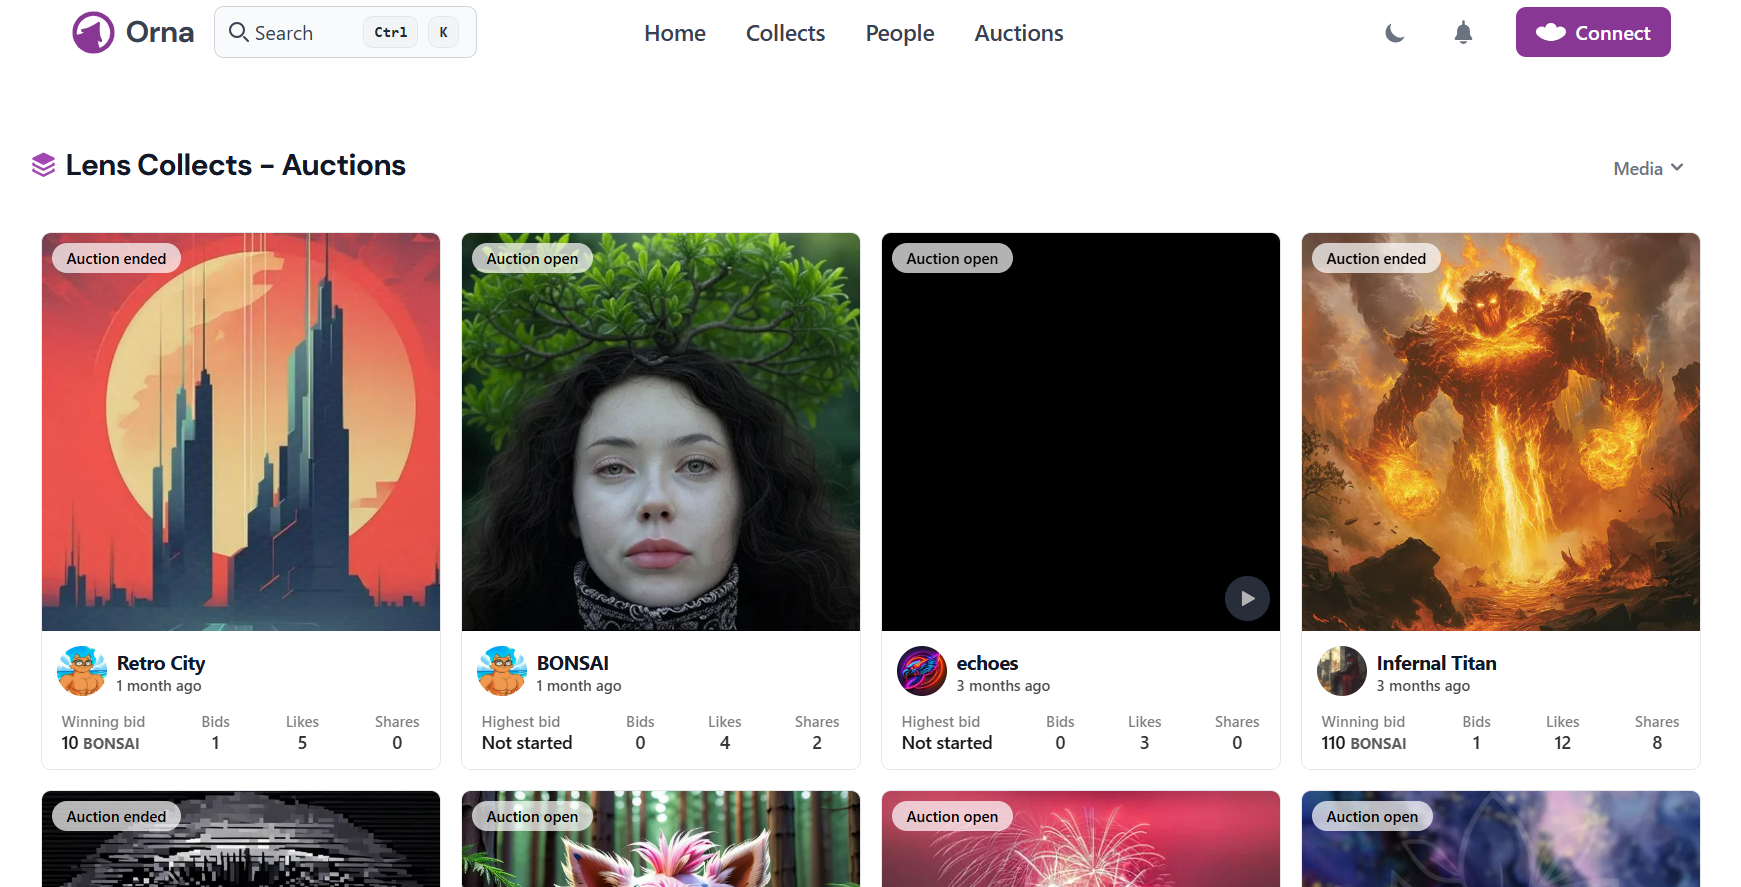 Orna
Search Ctrl K
Home Collects People Auctions
Connect
Lens Collects – Auctions
Media
Auction ended
Auction open
Auction open
Auction ended
Retro City
1 month ago
Winning bid Bids Likes Shares
10 BONSAI 1 5 0
BONSAI
1 month ago
Highest bid Bids Likes Shares
Not started 0 4 2
echoes
3 months ago
Highest bid Bids Likes Shares
Not started 0 3 0
Infernal Titan
3 months ago
Winning bid Bids Likes Shares
110 BONSAI 1 12 8
Auction ended
Auction open
Auction open
Auction open